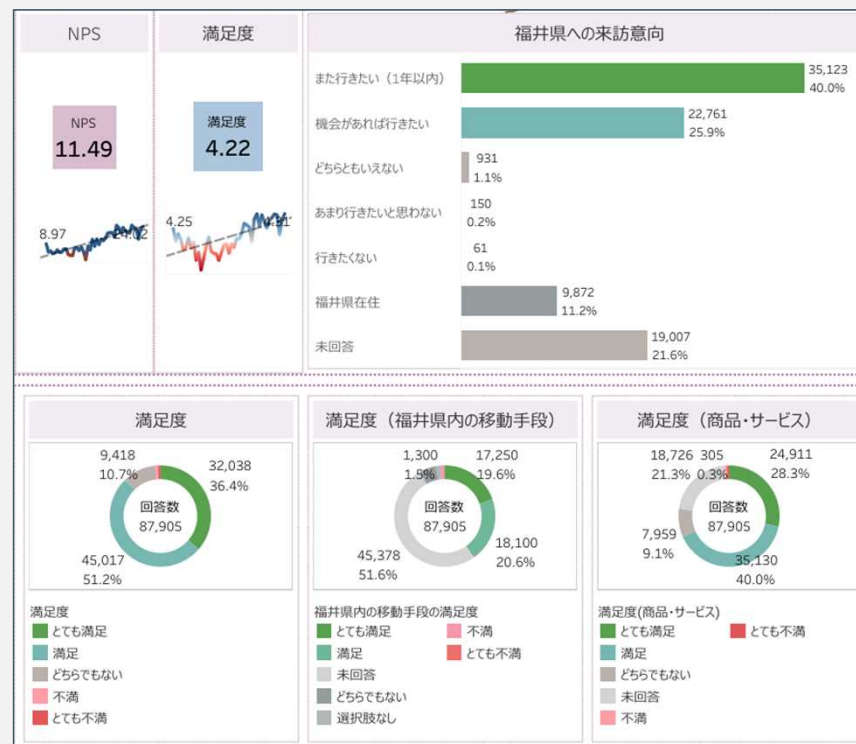 NPS
満足度
福井県への来訪意向
NPS
11.49
満足度
4.22
8.97
24.02
4.25
4.31
また行きたい（1年以内）
35,123
40.0%
機会があれば行きたい
22,761
25.9%
どちらともいえない
931
1.1%
あまり行きたいと思わない
150
0.2%
行きたくない
61
0.1%
福井県在住
9,872
11.2%
未回答
19,007
21.6%
満足度
9,418
10.7%
32,038
36.4%
回答数
87,905
45,017
51.2%
満足度
とても満足
満足
どちらでもない
不満
とても不満
満足度（福井県内の移動手段）
1,300
1.5%
17,250
19.6%
回答数
87,905
45,378
51.6%
18,100
20.6%
福井県内の移動手段の満足度
とても満足
不満
満足
とても不満
未回答
どちらでもない
選択肢なし
満足度（商品・サービス）
18,726 305
21.3% 0.3%
24,911
28.3%
回答数
87,905
7,959
9.1%
35,130
40.0%
満足度(商品・サービス)
とても満足
とても不満
満足
どちらでもない
未回答
不満